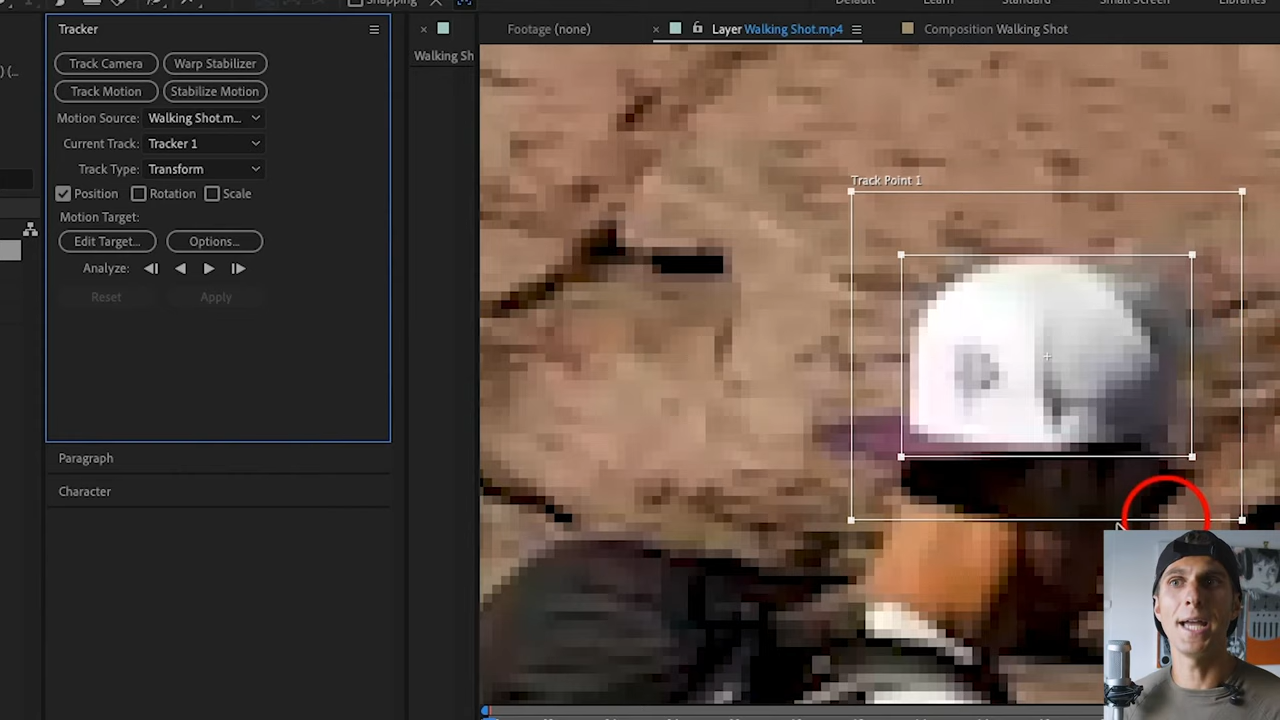 Snapping
Default
Learn
Standard
Small Screen
Libraries
Tracker
Track Camera
Warp Stabilizer
Track Motion
Stabilize Motion
Motion Source: Walking Shot.m...
Current Track: Tracker 1
Track Type: Transform
Position
Rotation
Scale
Motion Target:
Edit Target...
Options...
Analyze:
Reset
Apply
Paragraph
Character
Walking Sh
Footage (none)
Layer Walking Shot.mp4
Composition Walking Shot
Track Point 1
) (...